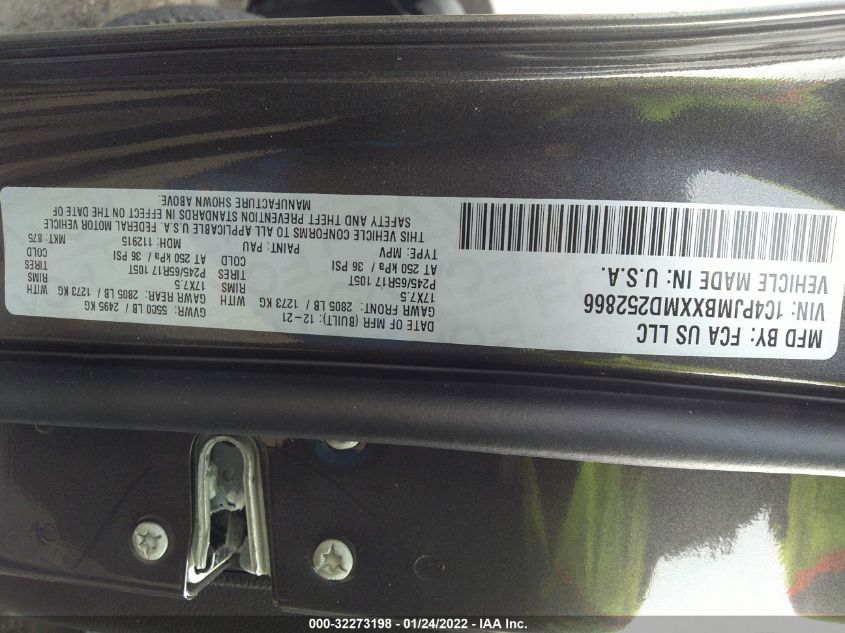 MFD BY: FCA US LLC
VIN: 1C4PJMBXXMD252866
VEHICLE MADE IN: U.S.A.
DATE OF MFR (BUILT): 12-21
GVWR: 5500 LB / 2495 KG
GAWR FRONT: 2805 LB / 1273 KG
GAWR REAR: 2805 LB / 1273 KG WITH
17X7.5
17X7.5 RIMS
P245/65R17 105T
P245/65R17 105T TIRES
AT 250 kPa / 36 PSI
AT 250 kPa / 36 PSI COLD
TYPE: MPV PAINT: PAU MDH: 112915 MKT: 875
THIS VEHICLE CONFORMS TO ALL APPLICABLE U.S.A. FEDERAL MOTOR VEHICLE
SAFETY AND THEFT PREVENTION STANDARDS IN EFFECT ON THE DATE OF
MANUFACTURE SHOWN ABOVE.
000-32273198 - 01/24/2022 - IAA Inc.